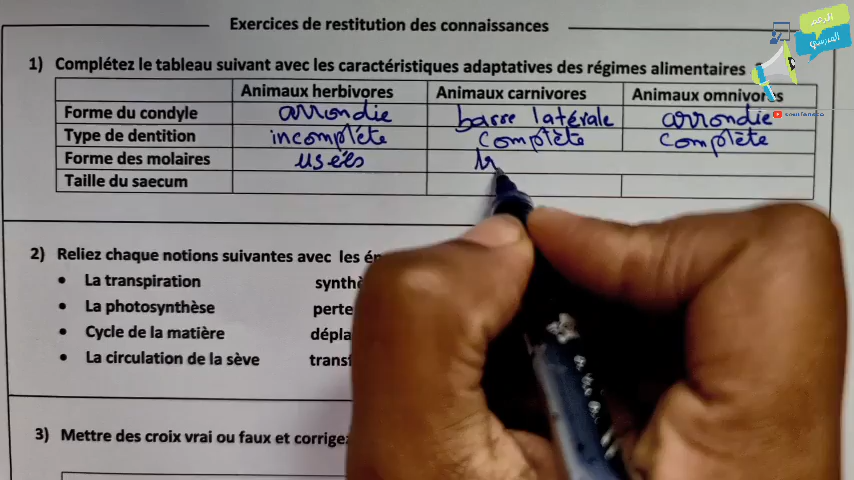 الدعم
المدرسي
Exercices de restitution des connaissances
1) Complétez le tableau suivant avec les caractéristiques adaptatives des régimes alimentaires
Animaux herbivores Animaux carnivores Animaux omnivores
Forme du condyle arrondie barre latérale arrondie
Type de dentition incomplète complète complète
Forme des molaires usées
Taille du saecum
2) Reliez chaque notions suivantes avec les
• La transpiration synthè
• La photosynthèse perte
• Cycle de la matière dépla
• La circulation de la sève transf
3) Mettre des croix vrai ou faux et corrigez